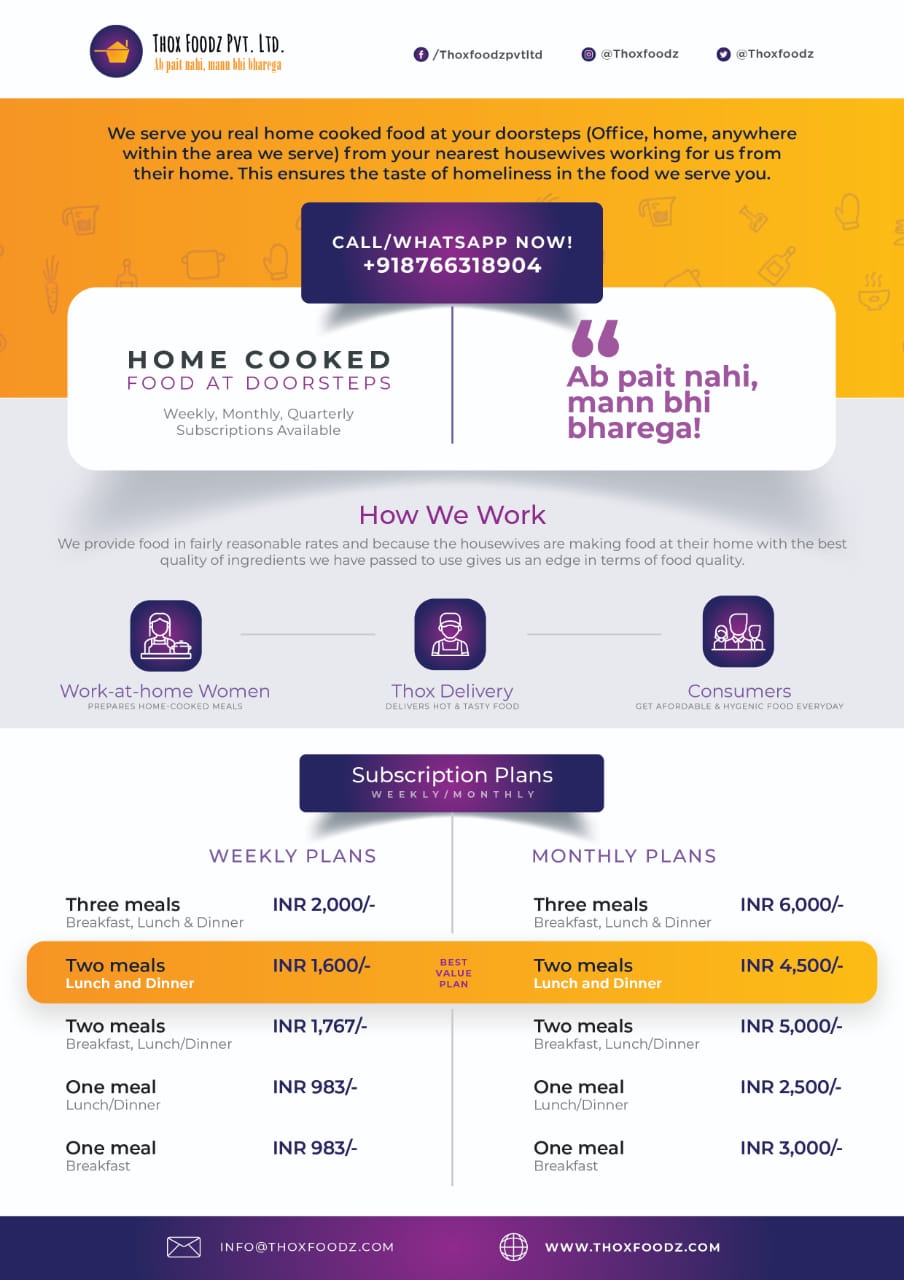 THOX FOODZ PVT. LTD.
Ab pait nahi, mann bhi bharega
/Thoxfoodzpvtltd
@Thoxfoodz
@Thoxfoodz
We serve you real home cooked food at your doorsteps (Office, home, anywhere
within the area we serve) from your nearest housewives working for us from
their home. This ensures the taste of homeliness in the food we serve you.
CALL/WHATSAPP NOW!
+918766318904
HOME COOKED
FOOD AT DOORSTEPS
Weekly, Monthly, Quarterly
Subscriptions Available
“
Ab pait nahi,
mann bhi
bharega!
How We Work
We provide food in fairly reasonable rates and because the housewives are making food at their home with the best
quality of ingredients we have passed to use gives us an edge in terms of food quality.
Work-at-home Women
PREPARES HOME-COOKED MEALS
Thox Delivery
DELIVERS HOT & TASTY FOOD
Consumers
GET AFORDABLE & HYGENIC FOOD EVERYDAY
Subscription Plans
WEEKLY/MONTHLY
WEEKLY PLANS
Three meals INR 2,000/-
Breakfast, Lunch & Dinner
Two meals INR 1,600/-
Lunch and Dinner
Two meals INR 1,767/-
Breakfast, Lunch/Dinner
One meal INR 983/-
Lunch/Dinner
One meal INR 983/-
Breakfast
BEST
VALUE
PLAN
MONTHLY PLANS
Three meals INR 6,000/-
Breakfast, Lunch & Dinner
Two meals INR 4,500/-
Lunch and Dinner
Two meals INR 5,000/-
Breakfast, Lunch/Dinner
One meal INR 2,500/-
Lunch/Dinner
One meal INR 3,000/-
Breakfast
INFO@THOXFOODZ.COM
WWW.THOXFOODZ.COM